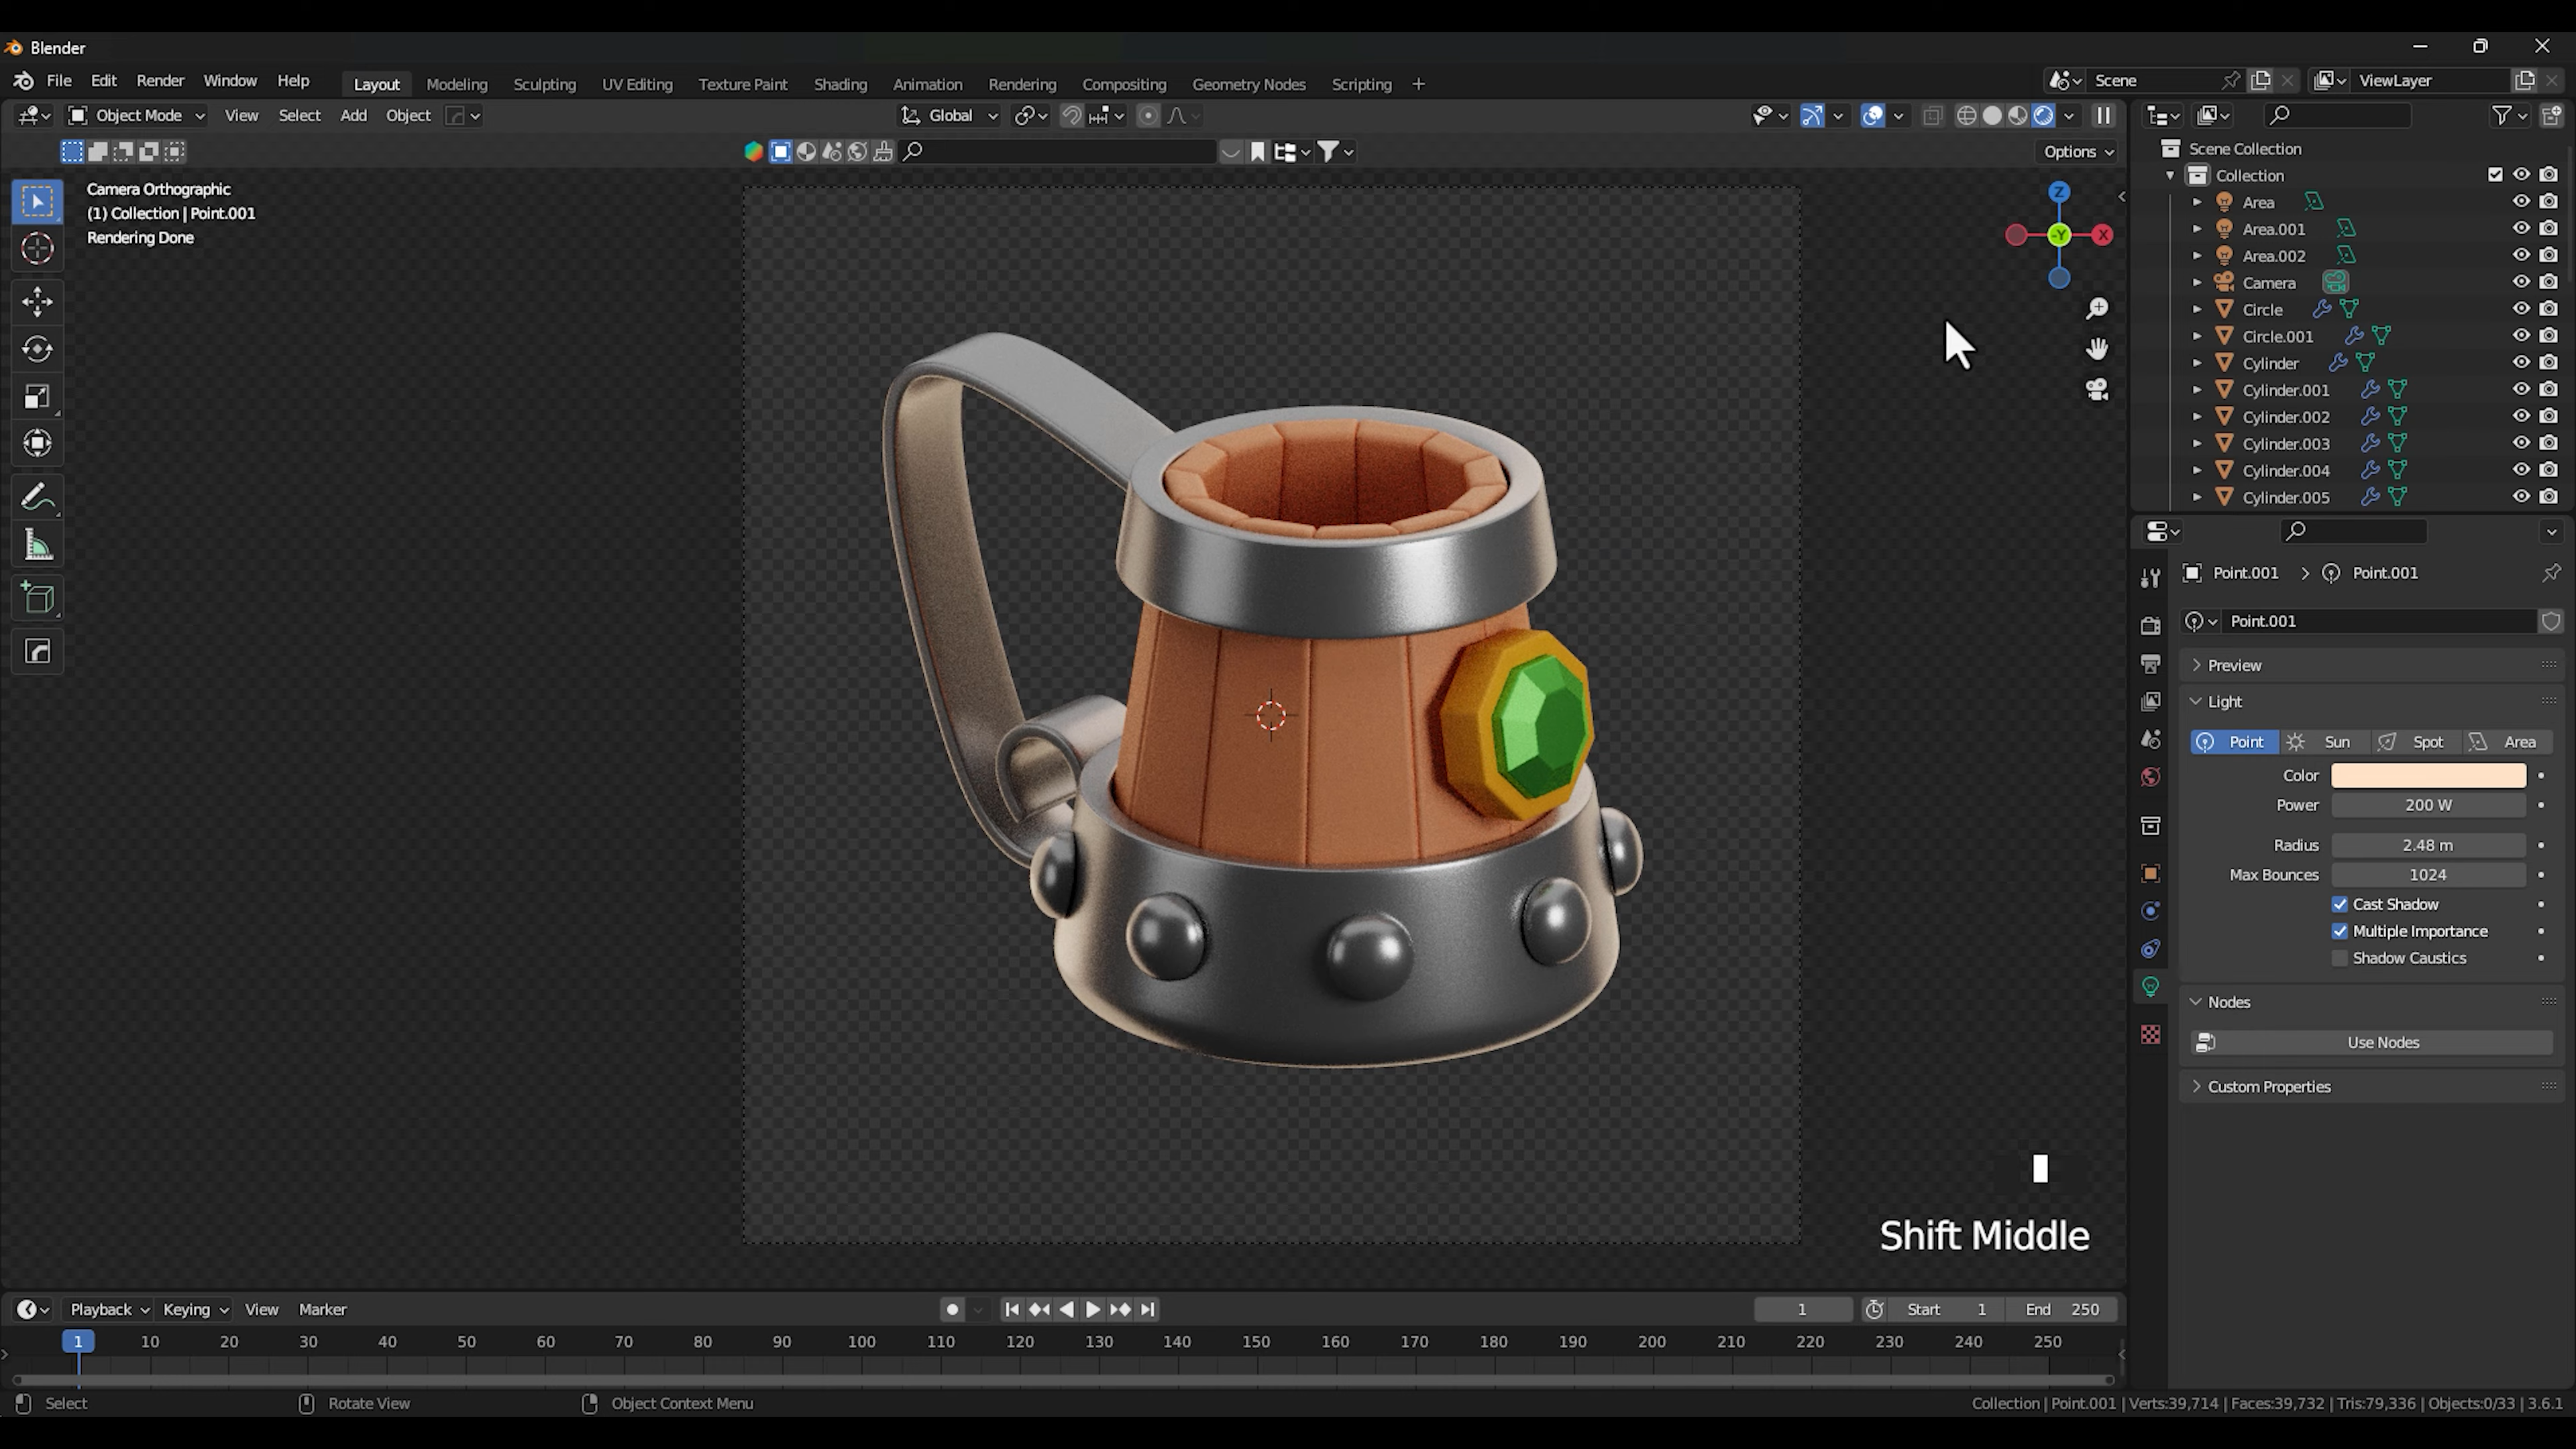 Blender
File Edit Render Window Help Layout Modeling Sculpting UV Editing Texture Paint Shading Animation Rendering Compositing Geometry Nodes Scripting + Scene ViewLayer
Object Mode View Select Add Object Global
Options
Camera Orthographic
(1) Collection | Point.001
Rendering Done
Z
-Y
X
Scene Collection
Collection
Area
Area.001
Area.002
Camera
Circle
Circle.001
Cylinder
Cylinder.001
Cylinder.002
Cylinder.003
Cylinder.004
Cylinder.005
Point.001 > Point.001
Point.001
Preview
Light
Point Sun Spot Area
Color
Power 200 W
Radius 2.48 m
Max Bounces 1024
Cast Shadow
Multiple Importance
Shadow Caustics
Nodes
Use Nodes
Custom Properties
Shift Middle
Playback Keying View Marker 1 Start 1 End 250
1 10 20 30 40 50 60 70 80 90 100 110 120 130 140 150 160 170 180 190 200 210 220 230 240 250
Select Rotate View Object Context Menu Collection | Point.001 | Verts:39,714 | Faces:39,732 | Tris:79,336 | Objects:0/33 | 3.6.1